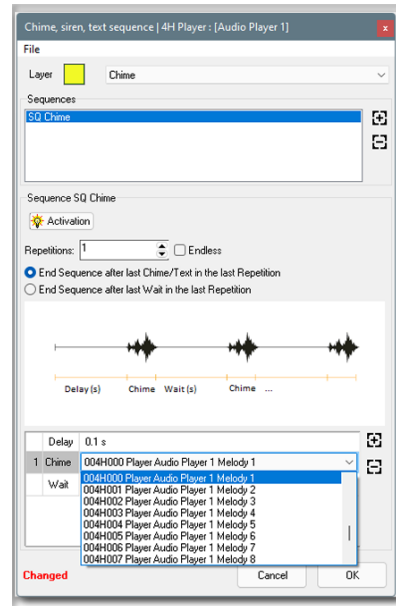 Chime, siren, text sequence | 4H Player : [Audio Player 1]
x
File
Layer Chime
Sequences
SQ Chime
Sequence SQ Chime
Activation
Repetitions: 1 Endless
End Sequence after last Chime/Text in the last Repetition
End Sequence after last Wait in the last Repetition
Delay (s) Chime Wait (s) Chime ...
Delay 0.1 s
1 Chime 004H000 Player Audio Player 1 Melody 1
Wait
004H000 Player Audio Player 1 Melody 1
004H001 Player Audio Player 1 Melody 2
004H002 Player Audio Player 1 Melody 3
004H003 Player Audio Player 1 Melody 4
004H004 Player Audio Player 1 Melody 5
004H005 Player Audio Player 1 Melody 6
004H006 Player Audio Player 1 Melody 7
004H007 Player Audio Player 1 Melody 8
Changed Cancel OK